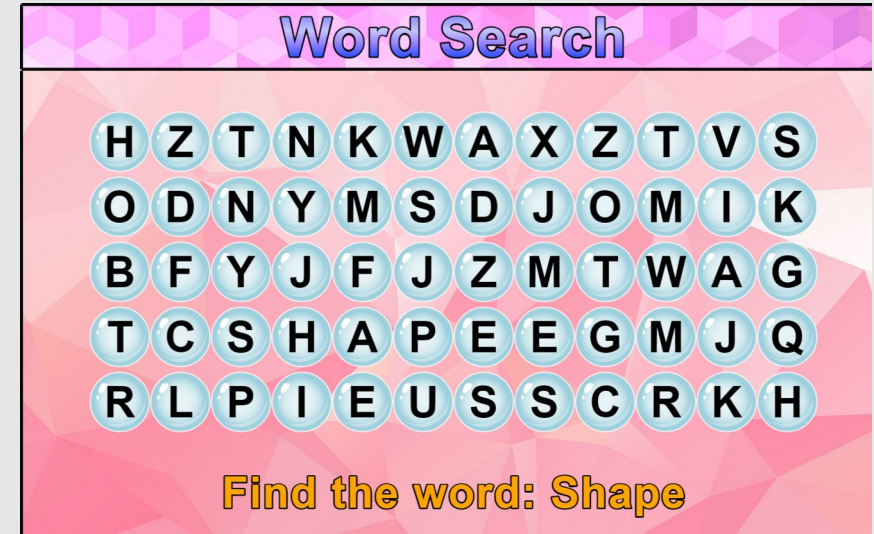 Word Search
H Z T N K W A X Z T V S
O D N Y M S D J O M I K
B F Y J F J Z M T W A G
T C S H A P E E G M J Q
R L P I E U S S C R K H
Find the word: Shape